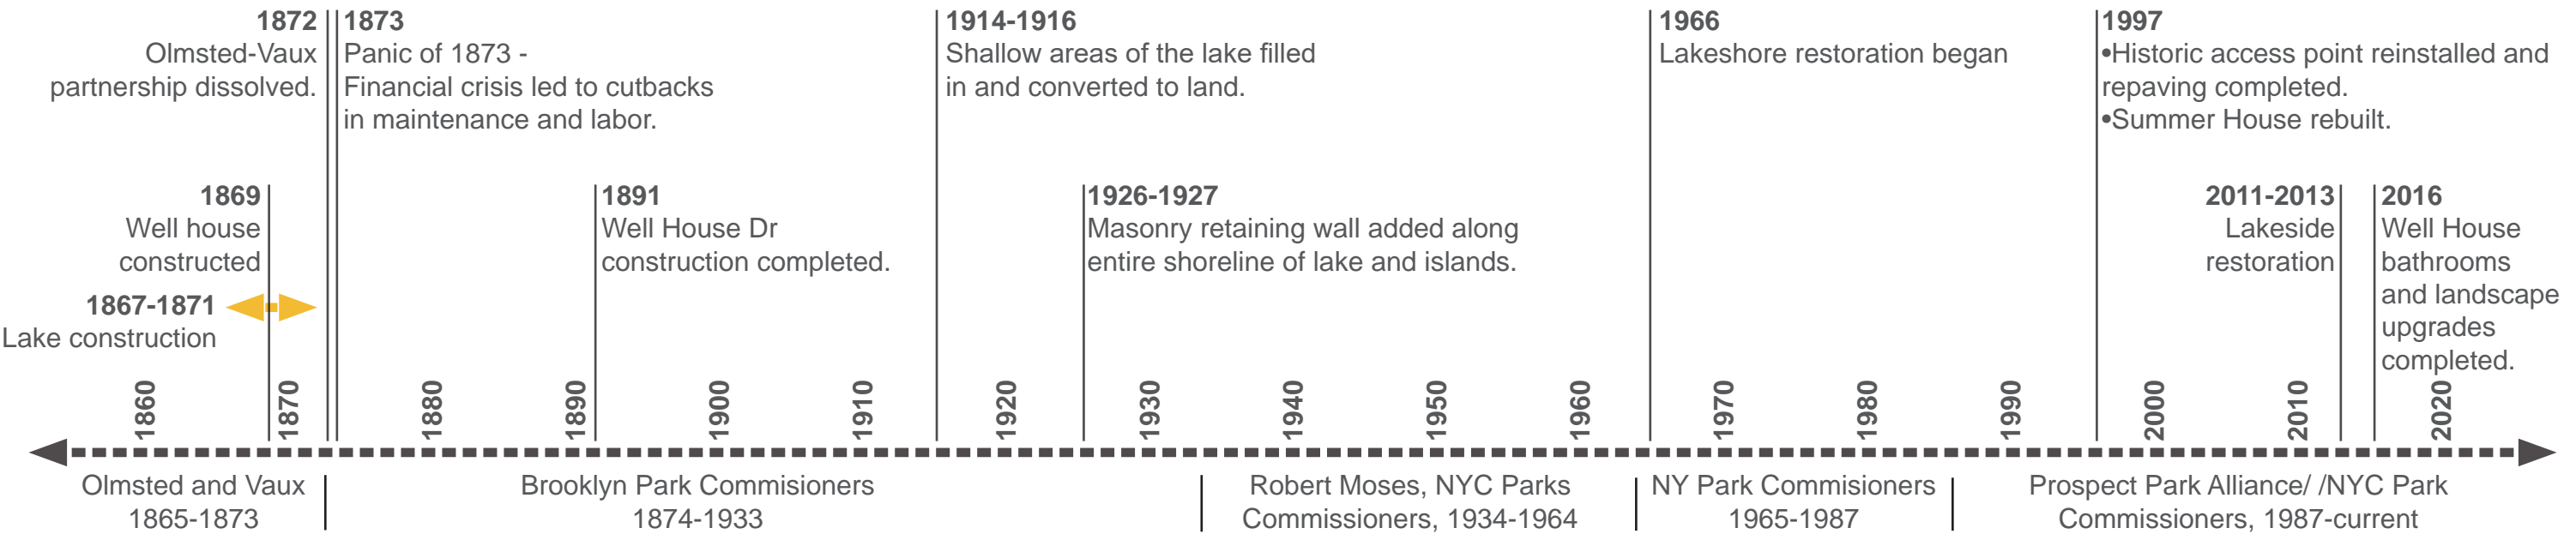 1872
Olmsted-Vaux
partnership dissolved.
1873
Panic of 1873 -
Financial crisis led to cutbacks
in maintenance and labor.
1914-1916
Shallow areas of the lake filled
in and converted to land.
1966
Lakeshore restoration began
1997
•Historic access point reinstalled and
repaving completed.
•Summer House rebuilt.
1869
Well house
constructed
1891
Well House Dr
construction completed.
1926-1927
Masonry retaining wall added along
entire shoreline of lake and islands.
2011-2013
Lakeside
restoration
2016
Well House
bathrooms
and landscape
upgrades
completed.
1867-1871
Lake construction
1860
1870
1880
1890
1900
1910
1920
1930
1940
1950
1960
1970
1980
1990
2000
2010
2020
Olmsted and Vaux
1865-1873
Brooklyn Park Commisioners
1874-1933
Robert Moses, NYC Parks
Commissioners, 1934-1964
NY Park Commisioners
1965-1987
Prospect Park Alliance/ /NYC Park
Commissioners, 1987-current